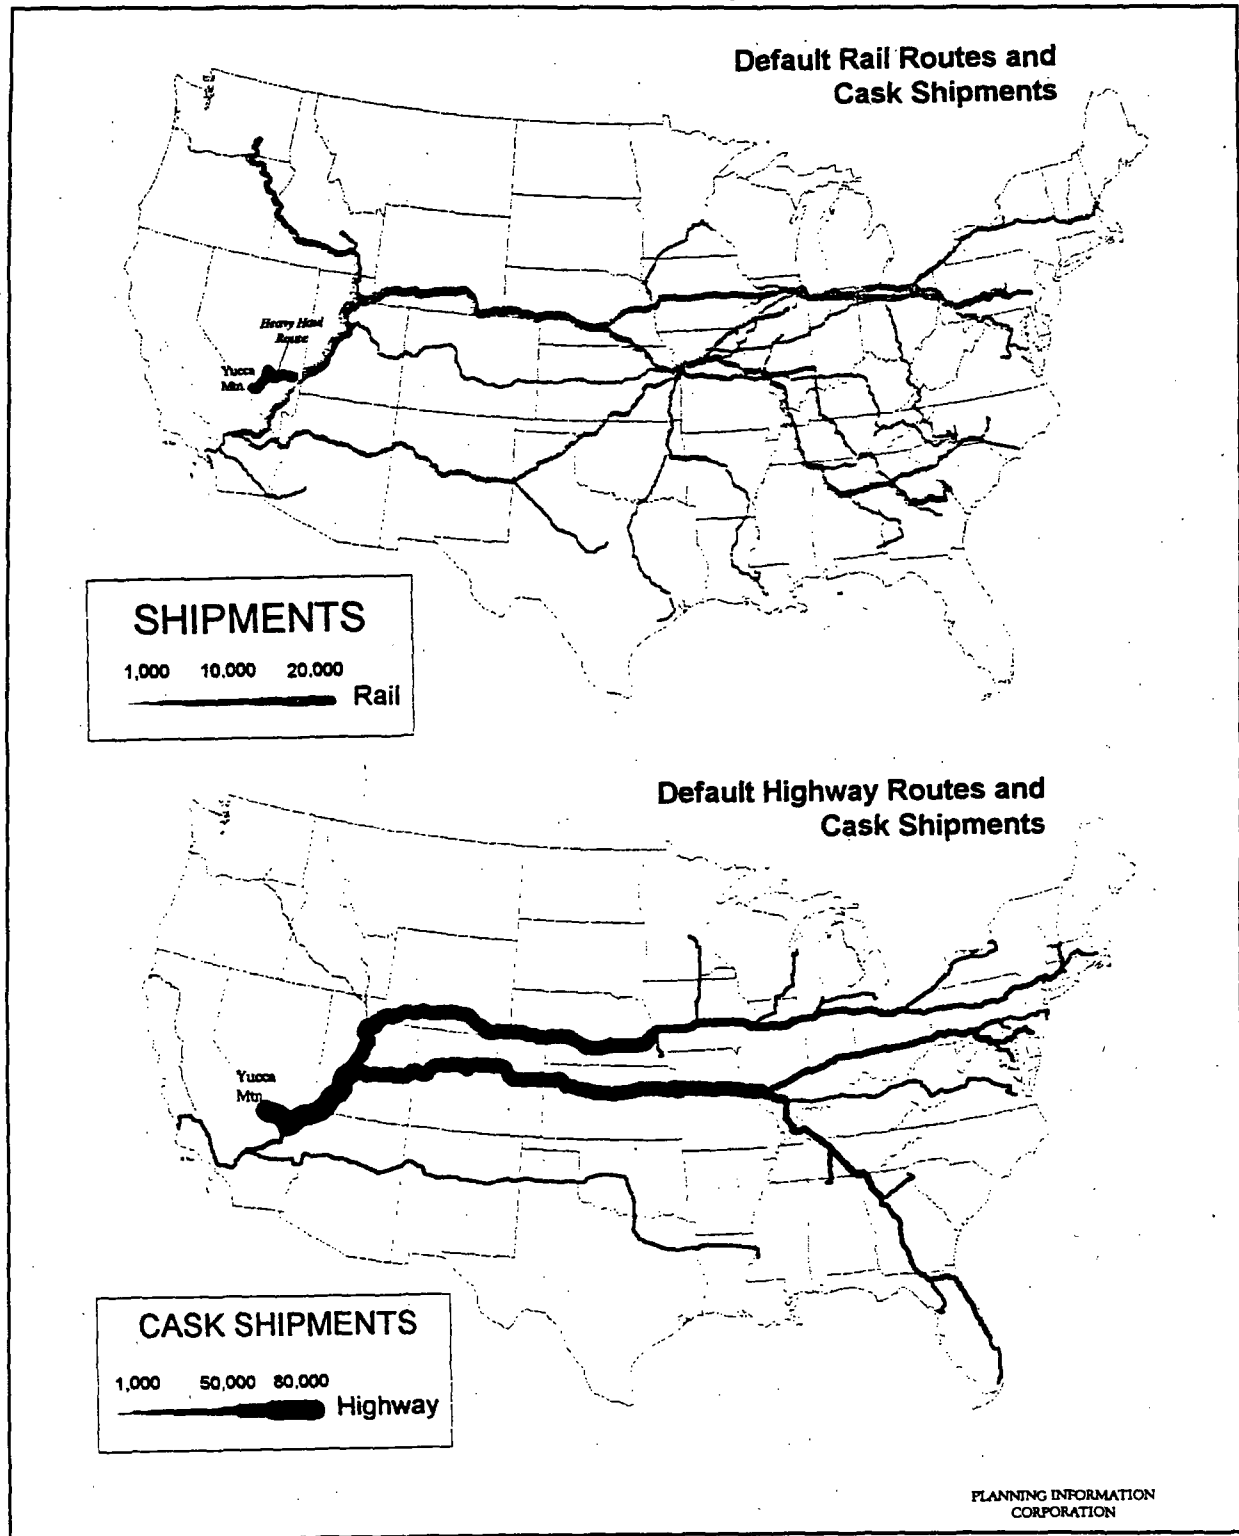 Default Rail Routes and
Cask Shipments
Heavy Haul
Route
Yucca
Mtn.
SHIPMENTS
1,000 10,000 20,000
Rail
Default Highway Routes and
Cask Shipments
Yucca
Mtn.
CASK SHIPMENTS
1,000 50,000 80,000
Highway
PLANNING INFORMATION
CORPORATION